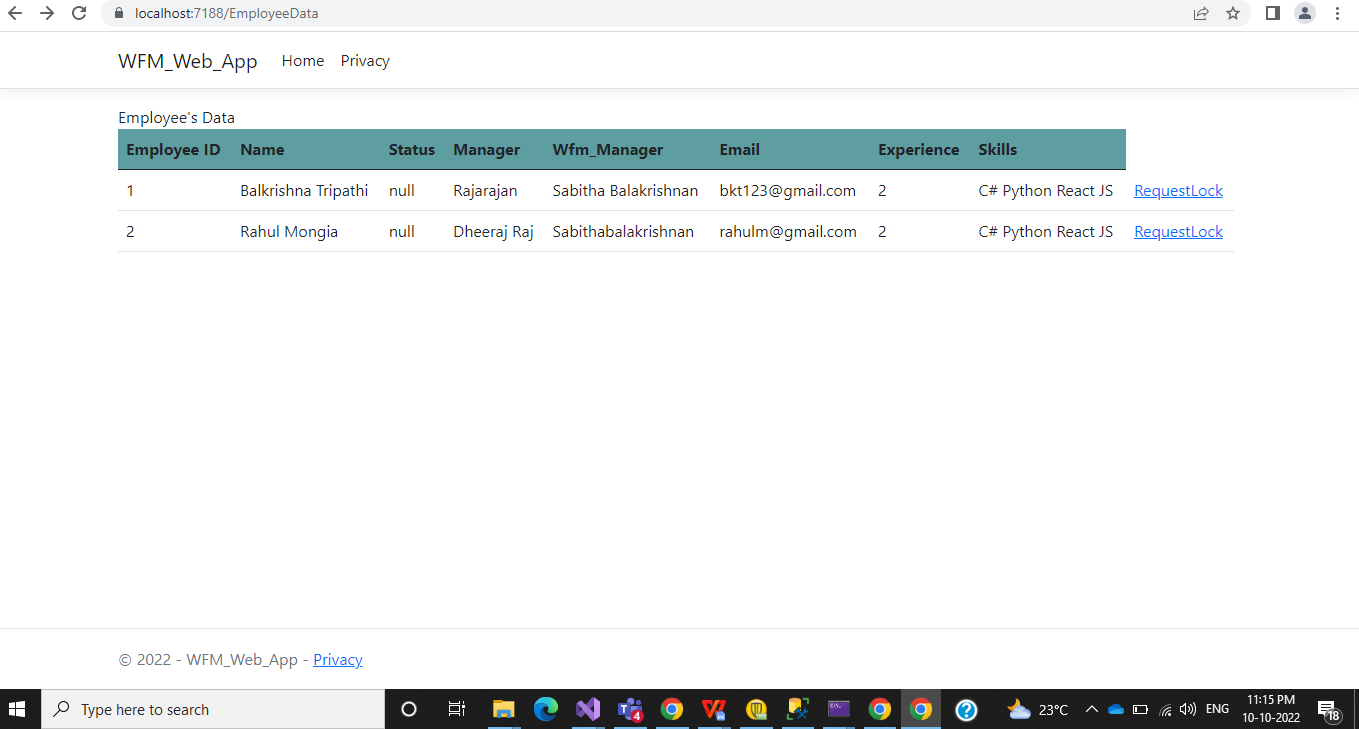 localhost:7188/EmployeeData
WFM_Web_App Home Privacy
Employee's Data
Employee ID Name Status Manager Wfm_Manager Email Experience Skills
1 Balkrishna Tripathi null Rajarajan Sabitha Balakrishnan bkt123@gmail.com 2 C# Python React JS RequestLock
2 Rahul Mongia null Dheeraj Raj Sabithabalakrishnan rahulm@gmail.com 2 C# Python React JS RequestLock
© 2022 - WFM_Web_App - Privacy
Type here to search 4 23°C ENG 11:15 PM
10-10-2022 18